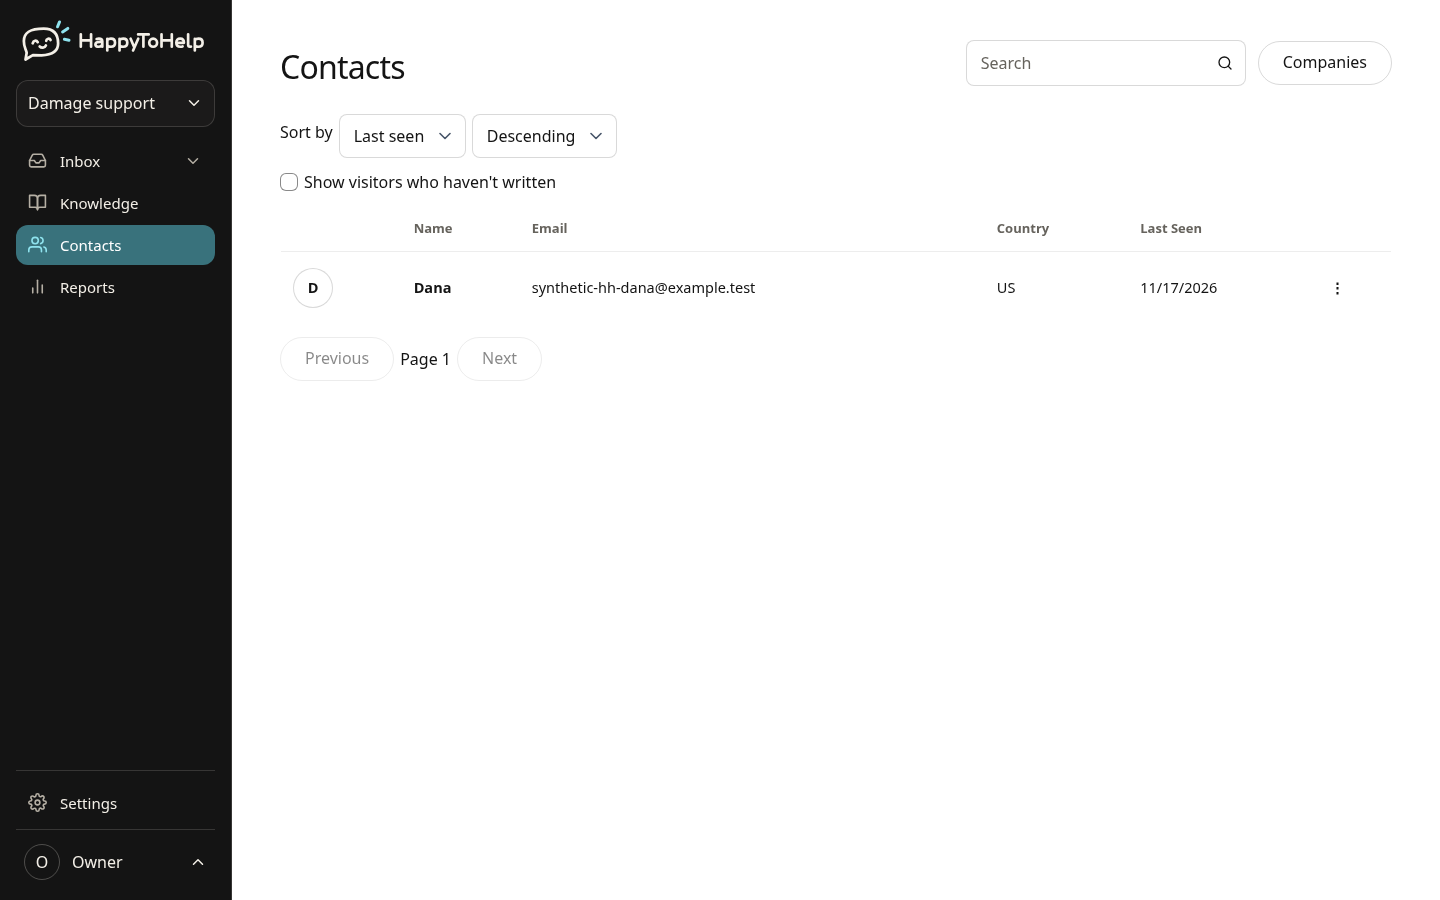 HappyToHelp
Damage support
Inbox
Knowledge
Contacts
Reports
Settings
O Owner
Contacts
Search
Companies
Sort by Last seen Descending
Show visitors who haven't written
Name Email Country Last Seen
D Dana synthetic-hh-dana@example.test US 11/17/2026
Previous Page 1 Next